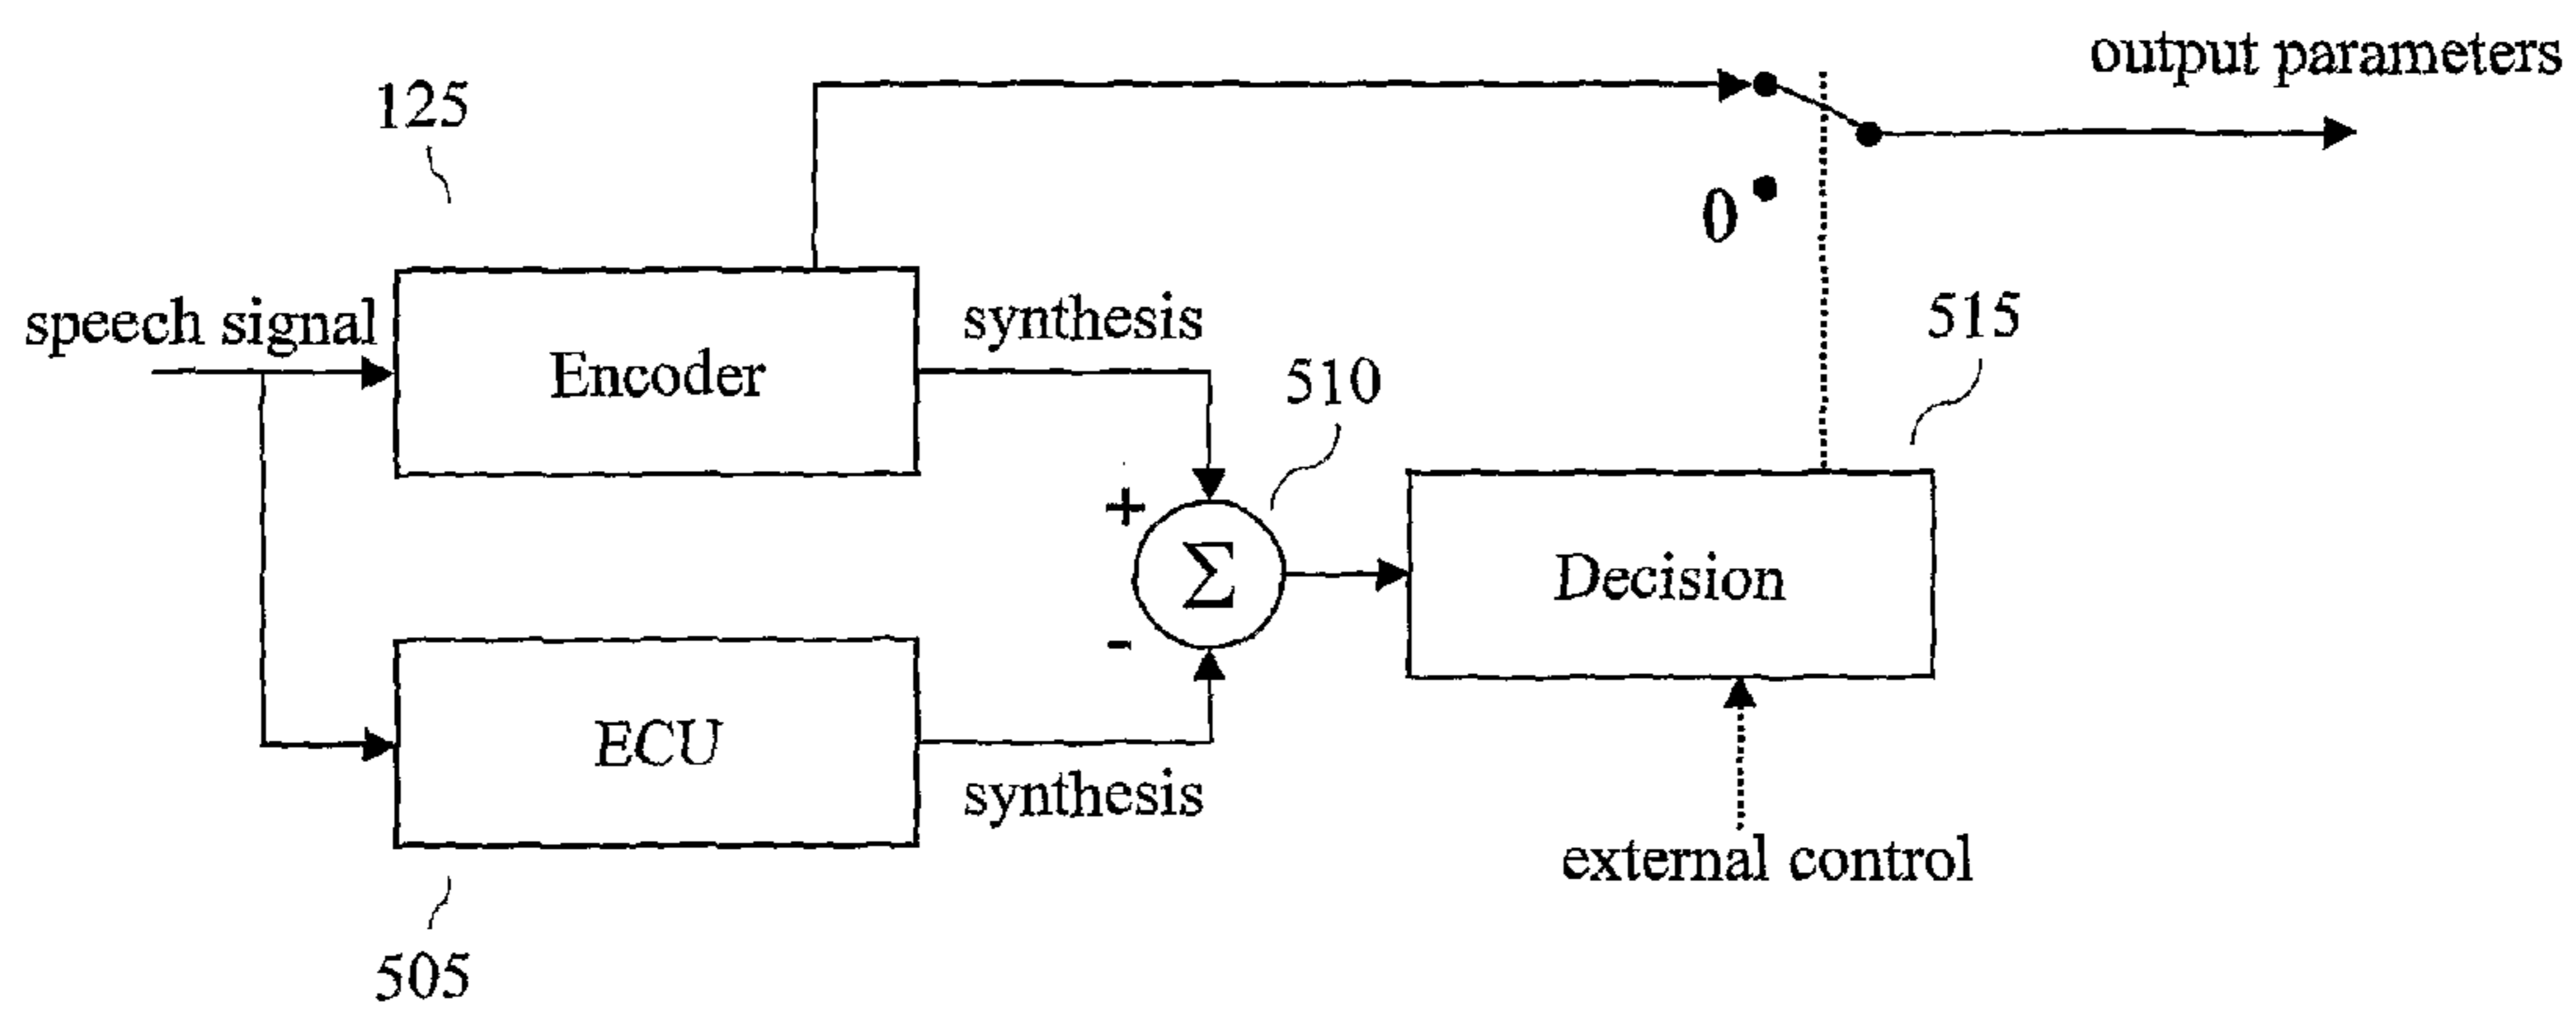 output parameters
125
0
speech signal
Encoder
synthesis
510
515
+
Σ
-
Decision
ECU
synthesis
external control
505